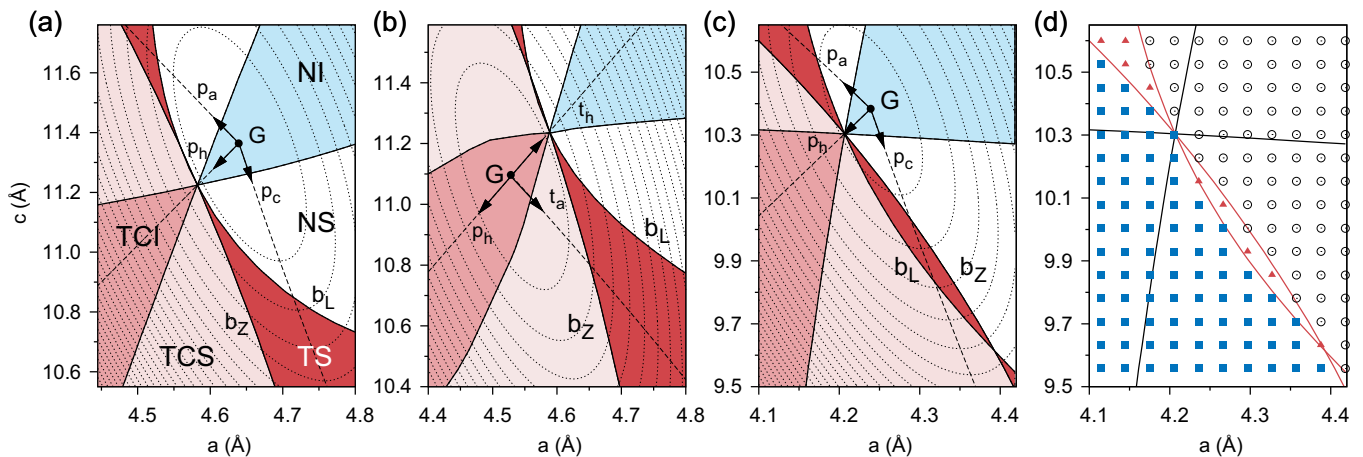 (a)
11.6
11.4
11.2
11.0
10.8
10.6
c (Å)
4.5 4.6 4.7 4.8
a (Å)
NI
p_a
G
p_h
p_c
NS
TCI
b_L
b_Z
TCS
TS
(b)
11.6
11.4
11.2
11.0
10.8
10.6
10.4
4.4 4.5 4.6 4.7 4.8
a (Å)
t_h
G
t_a
p_h
b_L
b_Z
(c)
10.5
10.3
10.1
9.9
9.7
9.5
4.1 4.2 4.3 4.4
a (Å)
p_a
G
p_h
p_c
b_L
b_Z
(d)
10.5
10.3
10.1
9.9
9.7
9.5
4.1 4.2 4.3 4.4
a (Å)